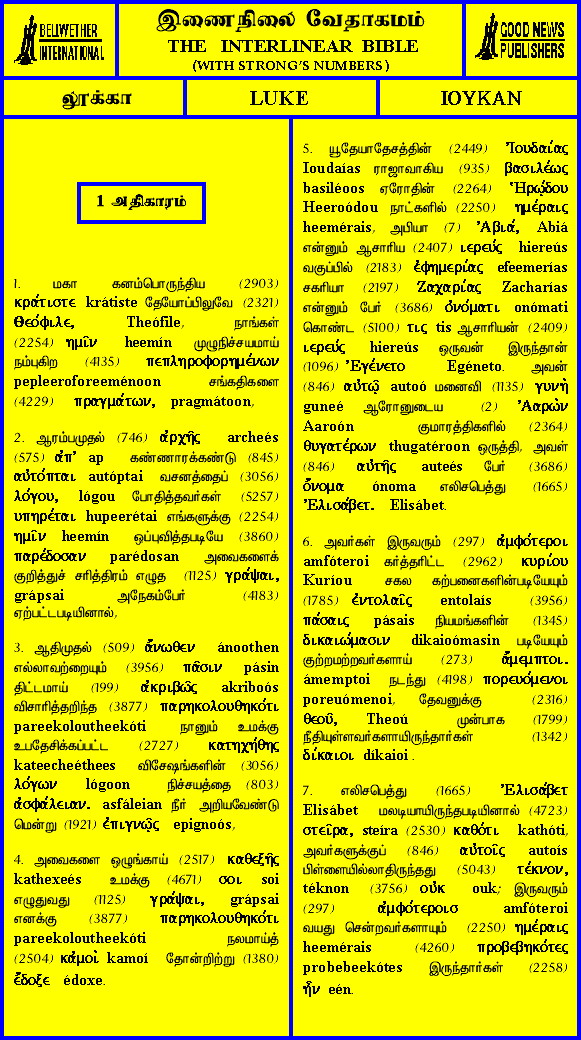 BELLWETHER
INTERNATIONAL
இணைநிலை வேதாகமம்
THE INTERLINEAR BIBLE
(WITH STRONG'S NUMBERS)
GOOD NEWS
PUBLISHERS
லூக்கா
LUKE
ΙΟΥΚΑΝ
1 அதிகாரம்
1. மகா கனம்பொருந்திய (2903)
κράτιστε krátiste தேயோப்பிலுவே (2321)
Θεόφιλε, Theófile, நாங்கள்
(2254) ημῖν heemín முழுநிச்சயமாய்
நம்புகிற (4135) πεπληροφορημένων
pepleeroforeeménoon சங்கதிகளை
(4229) πραγμάτων, pragmátoon,
2. ஆரம்பமுதல் (746) ἀρχῆς archeés
(575) ἀπ' ap கண்ணாரக்கண்டு (845)
αὐτόπται autóptai வசனத்தைப் (3056)
λόγου, lógou போதித்தவர்கள் (5257)
υπηρέται hupeerétai எங்களுக்கு (2254)
ημῖν heemín ஒப்புவித்தபடியே (3860)
παρέδοσαν parédosan அவைகளைக்
குறித்துச் சரித்திரம் எழுத (1125) γράψαι,
grápsai அநேகம்பேர் (4183)
ஏற்பட்டபடியினால்,
3. ஆதிமுதல் (509) ἄνωθεν ánoothen
எல்லாவற்றையும் (3956) πᾶσιν pásin
திட்டமாய் (199) ἀκριβῶς akriboós
விசாரித்தறிந்த (3877) παρηκολουθηκότι
pareekoloutheekóti நானும் உமக்கு
உபதேசிக்கப்பட்ட (2727) κατηχήθης
kateecheéthees விசேஷங்களின் (3056)
λόγων lógoon நிச்சயத்தை (803)
ἀσφάλειαν. asfáleian நீர் அறியவேண்டு
மென்று (1921) ἐπιγνῷς epignoós,
4. அவைகளை ஒழுங்காய் (2517) καθεξῆς
kathexeés உமக்கு (4671) σοι soi
எழுதுவது (1125) γράψαι, grápsai
எனக்கு (3877) παρηκολουθηκότι
pareekoloutheekóti நலமாய்த்
(2504) κἀμοὶ kamoí தோன்றிற்று (1380)
ἔδοξε édoxe.
5. யூதேயாதேசத்தின் (2449) Ἰουδαίας
Ioudaías ராஜாவாகிய (935) βασιλέως
basiléoos ஏரோதின் (2264) Ἡρῴδου
Heeroódou நாட்களில் (2250) ημέραις
heemérais, அபியா (7) Ἀβιά, Abiá
என்னும் ஆசாரிய (2407) ιερεύς hiereús
வகுப்பில் (2183) ἐφημερίας efeemerías
சகரியா (2197) Ζαχαρίας Zacharías
என்னும் பேர் (3686) ὀνόματι onómati
கொண்ட (5100) τις tis ஆசாரியன் (2409)
ιερεύς hiereús ஒருவன் இருந்தான்
(1096) Ἐγένετο Egéneto. அவன்
(846) αὐτῷ autoó மனைவி (1135) γυνὴ
guneé ஆரோனுடைய (2) Ἀαρὼν
Aaroón குமாரத்திகளில் (2364)
θυγατέρων thugatéroon ஒருத்தி, அவள்
(846) αὐτῆς auteés பேர் (3686)
ὄνομα ónoma எலிசபெத்து (1665)
Ἐλισάβετ. Elisábet.
6. அவர்கள் இருவரும் (297) ἀμφότεροι
amfóteroi கர்த்தரிட்ட (2962) κυρίου
Kuríou சகல கற்பனைகளின்படியேயும்
(1785) ἐντολαῖς entolaís (3956)
πάσαις pásais நியமங்களின் (1345)
δικαιώμασιν dikaioómasin படியேயும்
குற்றமற்றவர்களாய் (273) ἄμεμπτοι.
ámemptoi நடந்து (4198) πορευόμενοι
poreuómenoi, தேவனுக்கு (2316)
θεοῦ, Theoú முன்பாக (1799)
நீதியுள்ளவர்களாயிருந்தார்கள் (1342)
δίκαιοι díkaioi .
7. எலிசபெத்து (1665) Ἐλισάβετ
Elisábet மலடியாயிருந்தபடியினால் (4723)
στεῖρα, steíra (2530) καθότι kathóti,
அவர்களுக்குப் (846) αὐτοῖς autoís
பிள்ளையில்லாதிருந்தது (5043) τέκνον,
téknon (3756) οὐκ ouk; இருவரும்
(297) ἀμφότεροισ amfóteroi
வயது சென்றவர்களாயும் (2250) ημέραις
heemérais (4260) προβεβηκότες
probebeekótes இருந்தார்கள் (2258)
ἦν eén.